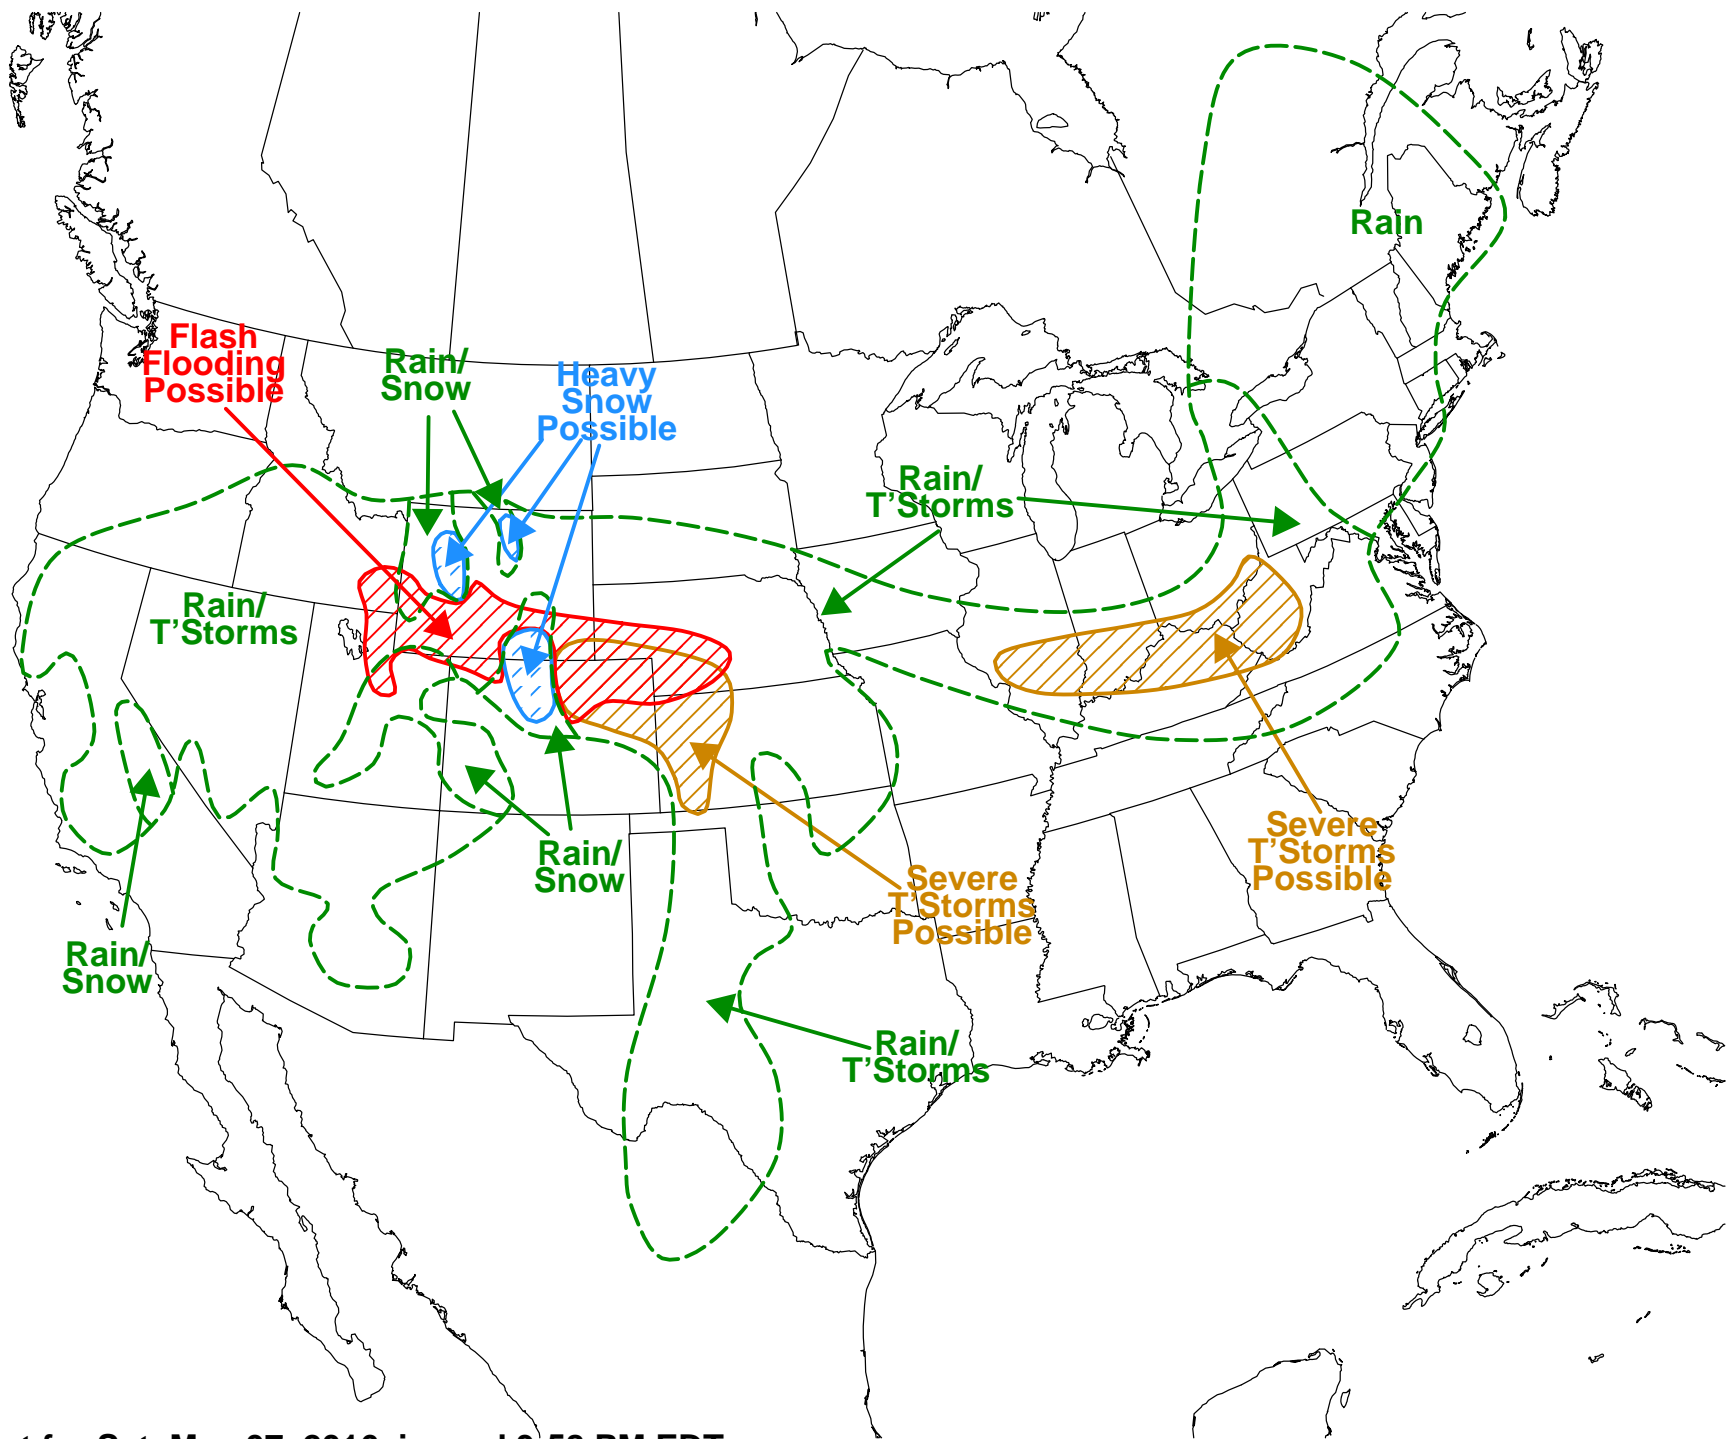 Rain
Flash
Flooding
Possible
Rain/
Snow
Heavy
Snow
Possible
Rain/
T'Storms
Rain/
T'Storms
Severe
T'Storms
Possible
Rain/
Snow
Severe
T'Storms
Possible
Rain/
Snow
Rain/
T'Storms